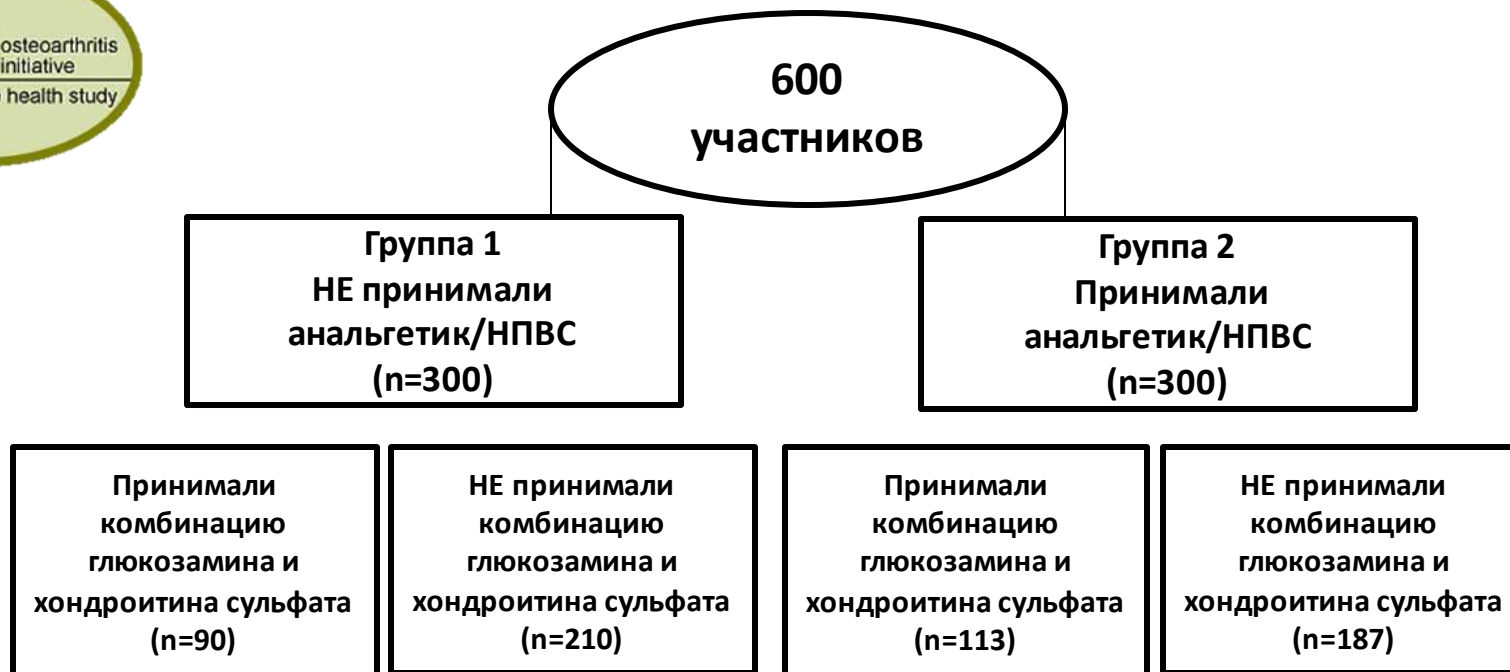 osteoarthritis
initiative
health study
600
участников
Группа 1
НЕ принимали
анальгетик/НПВС
(n=300)
Группа 2
Принимали
анальгетик/НПВС
(n=300)
Принимали
комбинацию
глюкозамина и
хондроитина сульфата
(n=90)
НЕ принимали
комбинацию
глюкозамина и
хондроитина сульфата
(n=210)
Принимали
комбинацию
глюкозамина и
хондроитина сульфата
(n=113)
НЕ принимали
комбинацию
глюкозамина и
хондроитина сульфата
(n=187)